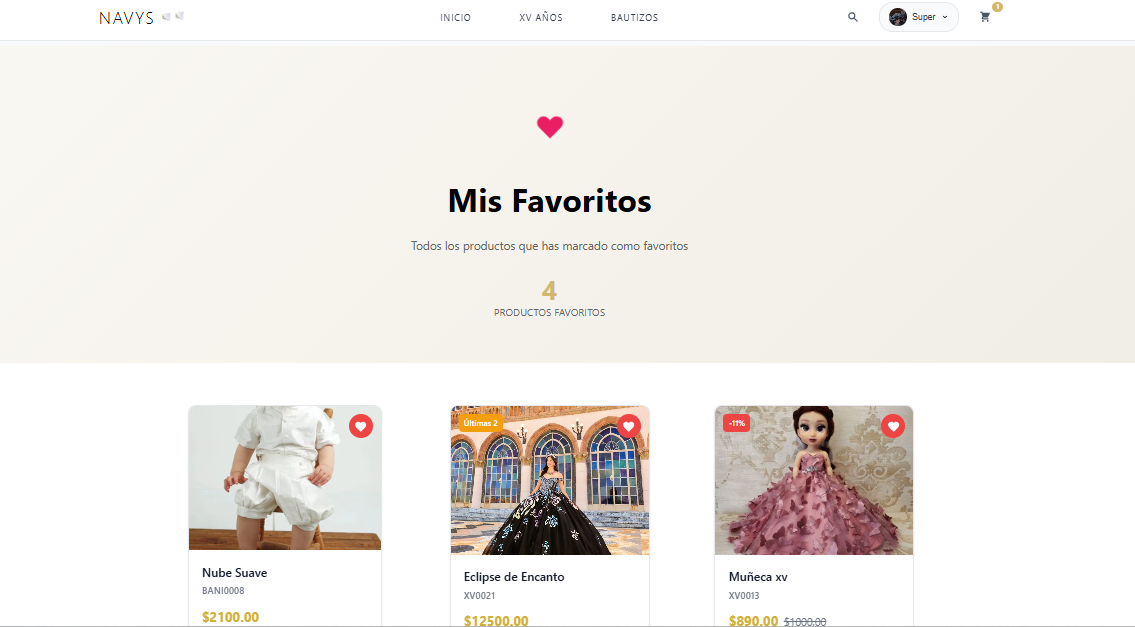 NAVYS
INICIO XV AÑOS BAUTIZOS
Super
1
Mis Favoritos
Todos los productos que has marcado como favoritos
4
PRODUCTOS FAVORITOS
Últimas 2
-11%
Nube Suave
BANI0008
$2100.00
Eclipse de Encanto
XV0021
$12500.00
Muñeca xv
XV0013
$890.00 $1000.00